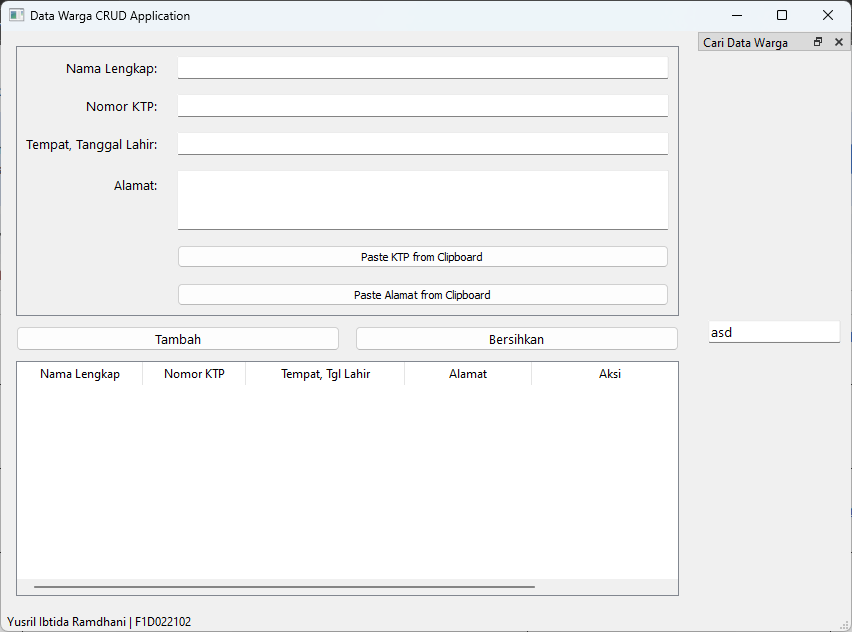 Data Warga CRUD Application
Cari Data Warga
Nama Lengkap:
Nomor KTP:
Tempat, Tanggal Lahir:
Alamat:
Paste KTP from Clipboard
Paste Alamat from Clipboard
asd
Tambah Bersihkan
Nama Lengkap Nomor KTP Tempat, Tgl Lahir Alamat Aksi
Yusril Ibtida Ramdhani | F1D022102